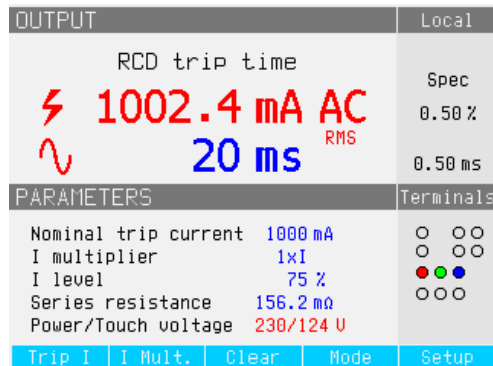 OUTPUT Local
RCD trip time
Spec
1002.4 mA AC
0.50 %
RMS
20 ms
0.50 ms
PARAMETERS Terminals
Nominal trip current 1000 mA
I multiplier 1xI
I level 75 %
Series resistance 156.2 mΩ
Power/Touch voltage 230/124 V
Trip I I Mult. Clear Mode Setup